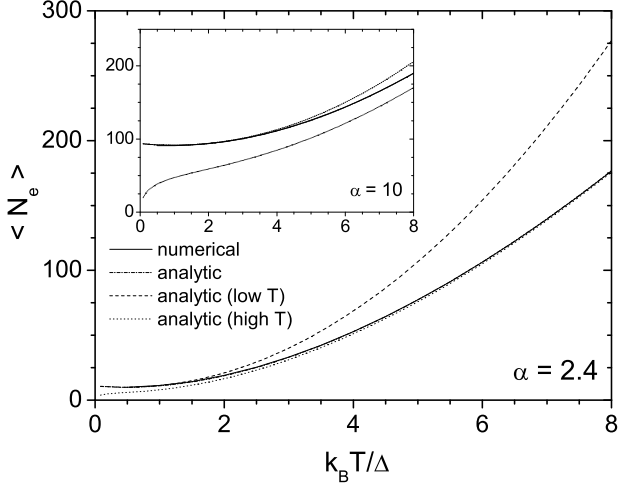 300
200
100
0
< Nₑ >
200
100
0
0 2 4 6 8
α = 10
numerical
analytic
analytic (low T)
analytic (high T)
α = 2.4
0 2 4 6 8
k_BT/Δ